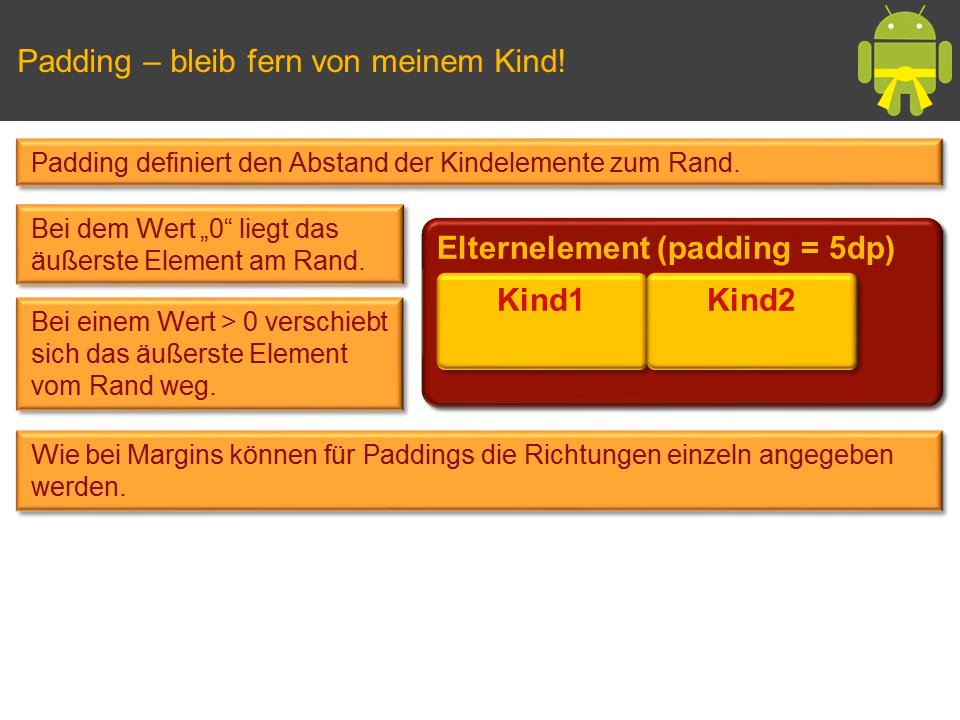 Padding – bleib fern von meinem Kind!
Padding definiert den Abstand der Kindelemente zum Rand.
Bei dem Wert „0“ liegt das
äußerste Element am Rand.
Bei einem Wert > 0 verschiebt
sich das äußerste Element
vom Rand weg.
Elternelement (padding = 5dp)
Kind1
Kind2
Wie bei Margins können für Paddings die Richtungen einzeln angegeben
werden.